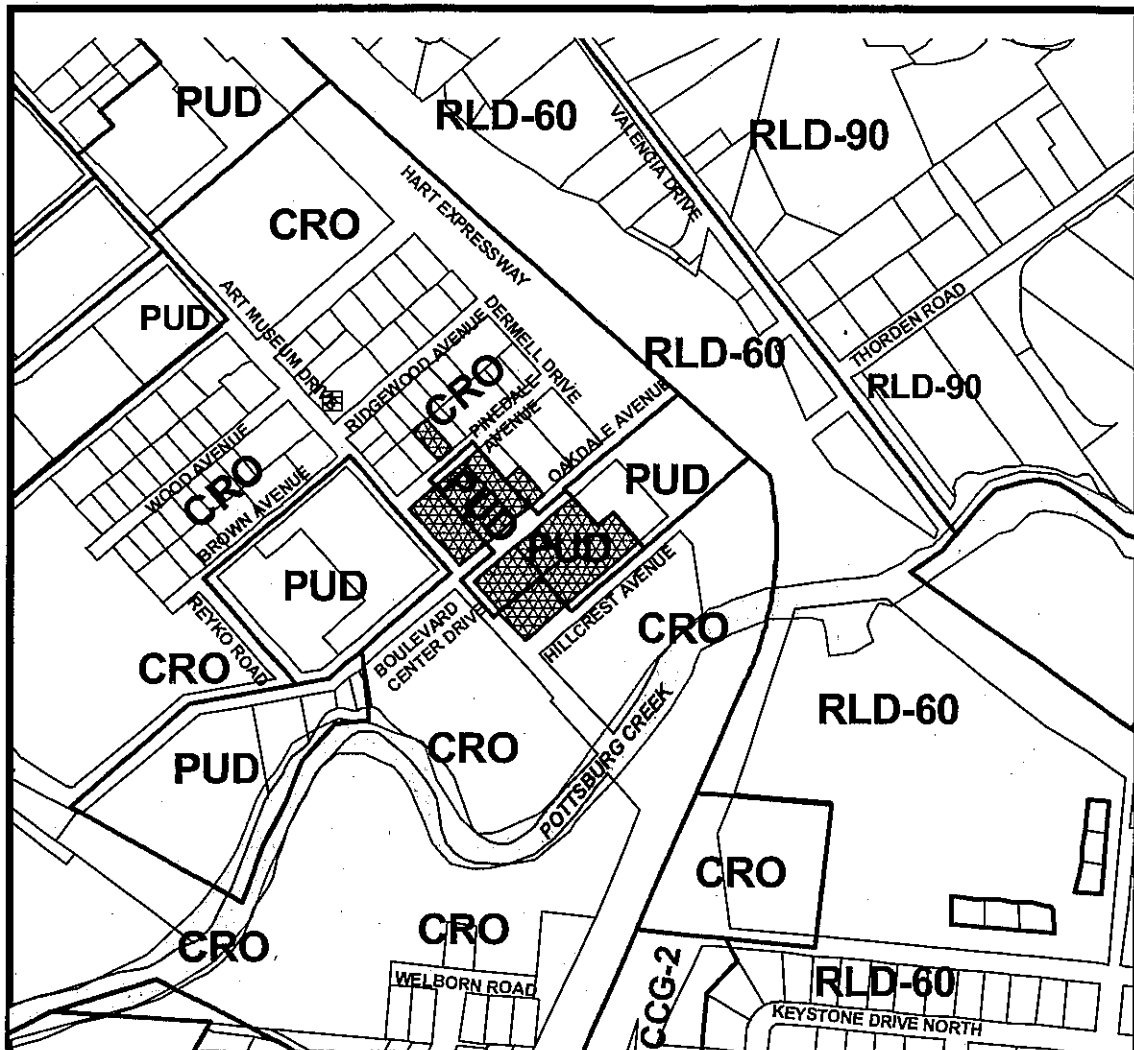 PUD
RLD-60
RLD-90
VALENCIA DRIVE
HART EXPRESSWAY
CRO
PUD
ART MUSEUM DRIVE
RIDGEWOOD AVENUE
DERMELL DRIVE
THORDEN ROAD
RLD-60
RLD-90
CRO
PINEDALE
AVENUE
OAKDALE AVENUE
WOOD AVENUE
CRO
BROWN AVENUE
PUD
PUD
PUD
PUD
HILLCREST AVENUE
REYKO ROAD
BOULEVARD
CENTER DRIVE
CRO
CRO
POTTSBURG CREEK
RLD-60
CRO
PUD
CRO
CRO
CRO
WELBORN ROAD
CCG-2
RLD-60
KEYSTONE DRIVE NORTH